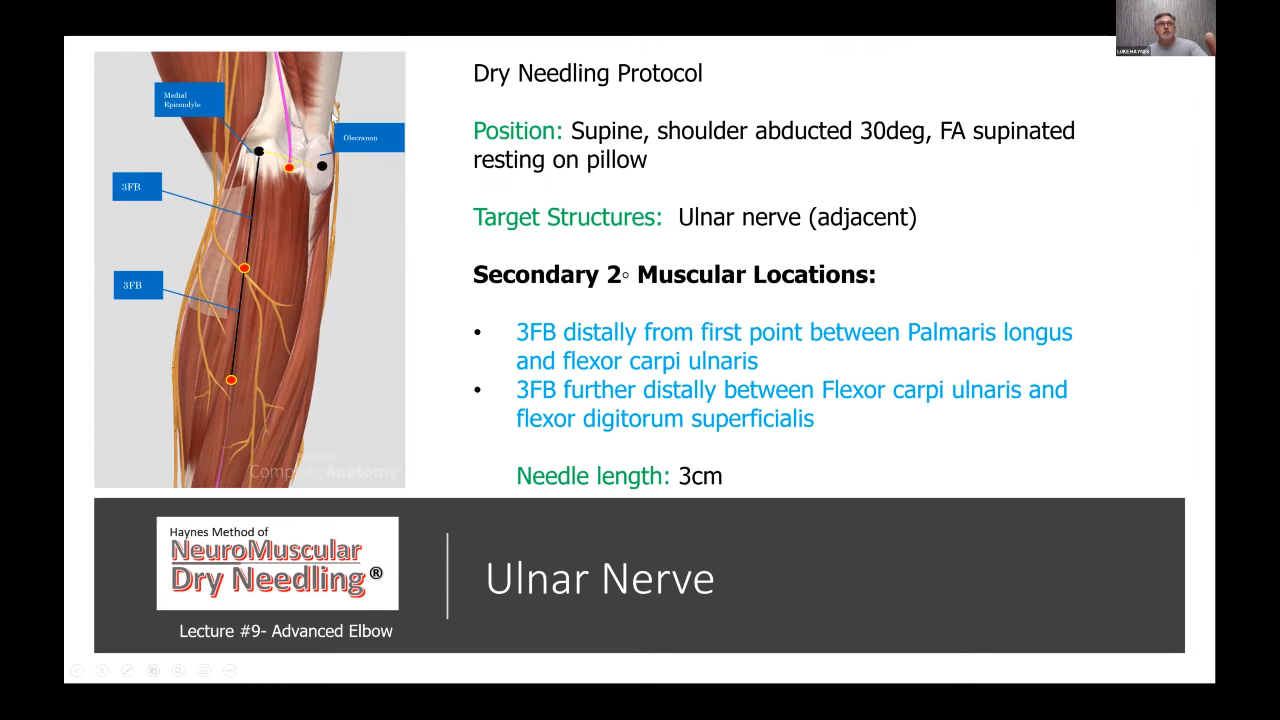 LUKE HAYNES
Medial
Epicondyle
Olecranon
3FB
3FB
Complete Anatomy
Dry Needling Protocol
Position: Supine, shoulder abducted 30deg, FA supinated
resting on pillow
Target Structures: Ulnar nerve (adjacent)
Secondary 2◦ Muscular Locations:
• 3FB distally from first point between Palmaris longus
and flexor carpi ulnaris
• 3FB further distally between Flexor carpi ulnaris and
flexor digitorum superficialis
Needle length: 3cm
Haynes Method of
NeuroMuscular
Dry Needling®
Lecture #9- Advanced Elbow
Ulnar Nerve